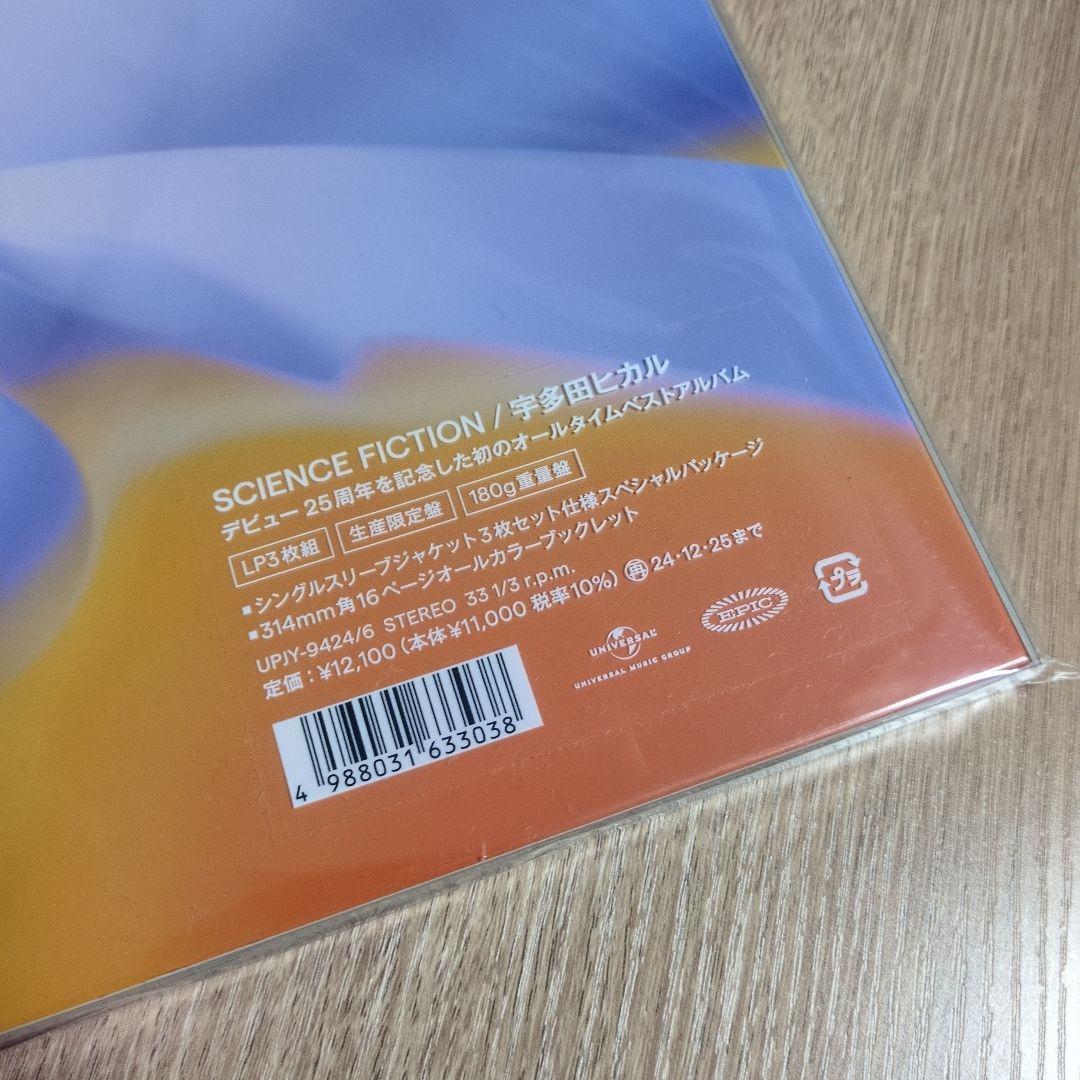 SCIENCE FICTION / 宇多田ヒカル
デビュー25周年を記念した初のオールタイムベストアルバム
LP3枚組 生産限定盤 180g重量盤
■シングルスリーブジャケット3枚セット仕様スペシャルパッケージ
■314mm角16ページオールカラーブックレット
UPJY-9424/6 STEREO 33 1/3 r.p.m.
定価：¥12,100（本体¥11,000 税率10%）再24・12・25まで
UNIVERSAL
UNIVERSAL MUSIC GROUP
EPIC
プラ
4 988031 633038